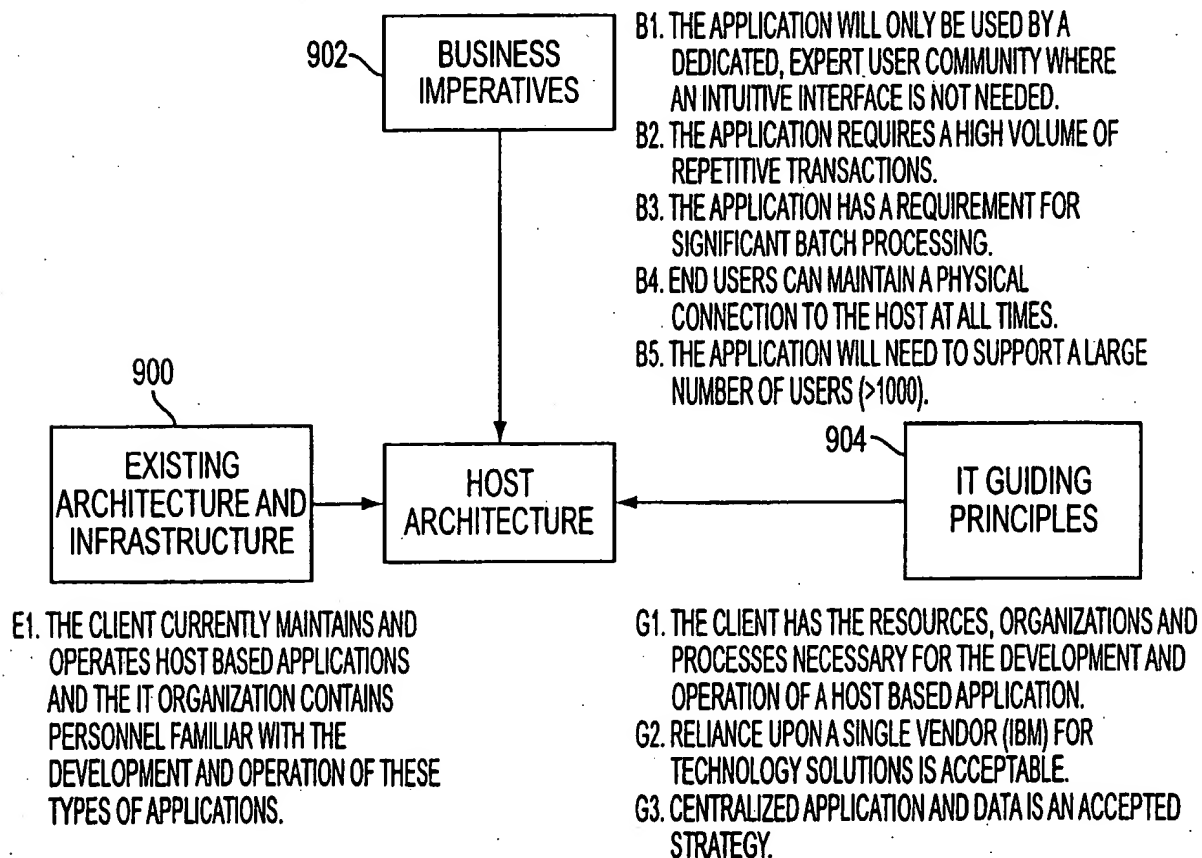 902
BUSINESS
IMPERATIVES
B1. THE APPLICATION WILL ONLY BE USED BY A
DEDICATED, EXPERT USER COMMUNITY WHERE
AN INTUITIVE INTERFACE IS NOT NEEDED.
B2. THE APPLICATION REQUIRES A HIGH VOLUME OF
REPETITIVE TRANSACTIONS.
B3. THE APPLICATION HAS A REQUIREMENT FOR
SIGNIFICANT BATCH PROCESSING.
B4. END USERS CAN MAINTAIN A PHYSICAL
CONNECTION TO THE HOST AT ALL TIMES.
B5. THE APPLICATION WILL NEED TO SUPPORT A LARGE
NUMBER OF USERS (>1000).
900
EXISTING
ARCHITECTURE AND
INFRASTRUCTURE
HOST
ARCHITECTURE
904
IT GUIDING
PRINCIPLES
E1. THE CLIENT CURRENTLY MAINTAINS AND
OPERATES HOST BASED APPLICATIONS
AND THE IT ORGANIZATION CONTAINS
PERSONNEL FAMILIAR WITH THE
DEVELOPMENT AND OPERATION OF THESE
TYPES OF APPLICATIONS.
G1. THE CLIENT HAS THE RESOURCES, ORGANIZATIONS AND
PROCESSES NECESSARY FOR THE DEVELOPMENT AND
OPERATION OF A HOST BASED APPLICATION.
G2. RELIANCE UPON A SINGLE VENDOR (IBM) FOR
TECHNOLOGY SOLUTIONS IS ACCEPTABLE.
G3. CENTRALIZED APPLICATION AND DATA IS AN ACCEPTED
STRATEGY.